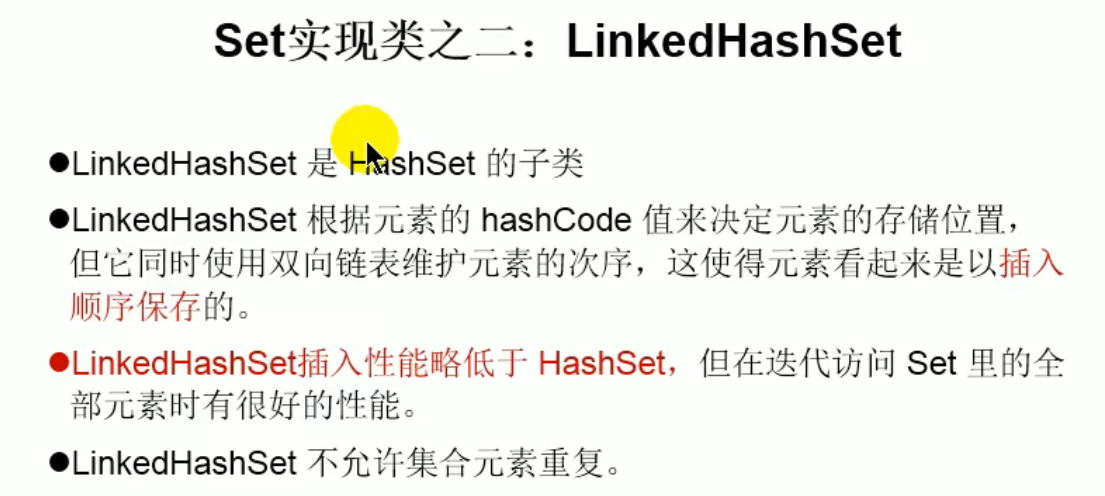 Set实现类之二：LinkedHashSet
●LinkedHashSet 是 HashSet 的子类
●LinkedHashSet 根据元素的 hashCode 值来决定元素的存储位置，
但它同时使用双向链表维护元素的次序，这使得元素看起来是以插入
顺序保存的。
●LinkedHashSet插入性能略低于 HashSet，但在迭代访问 Set 里的全
部元素时有很好的性能。
●LinkedHashSet 不允许集合元素重复。